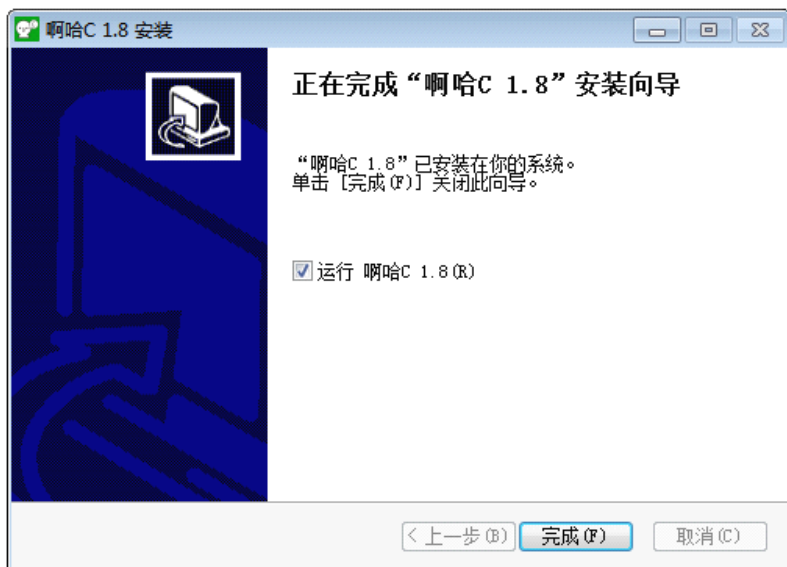 啊哈C 1.8 安装
正在完成“啊哈C 1.8”安装向导
“啊哈C 1.8”已安装在你的系统。
单击 [完成(F)] 关闭此向导。
运行 啊哈C 1.8(R)
< 上一步(B)
完成(F)
取消(C)